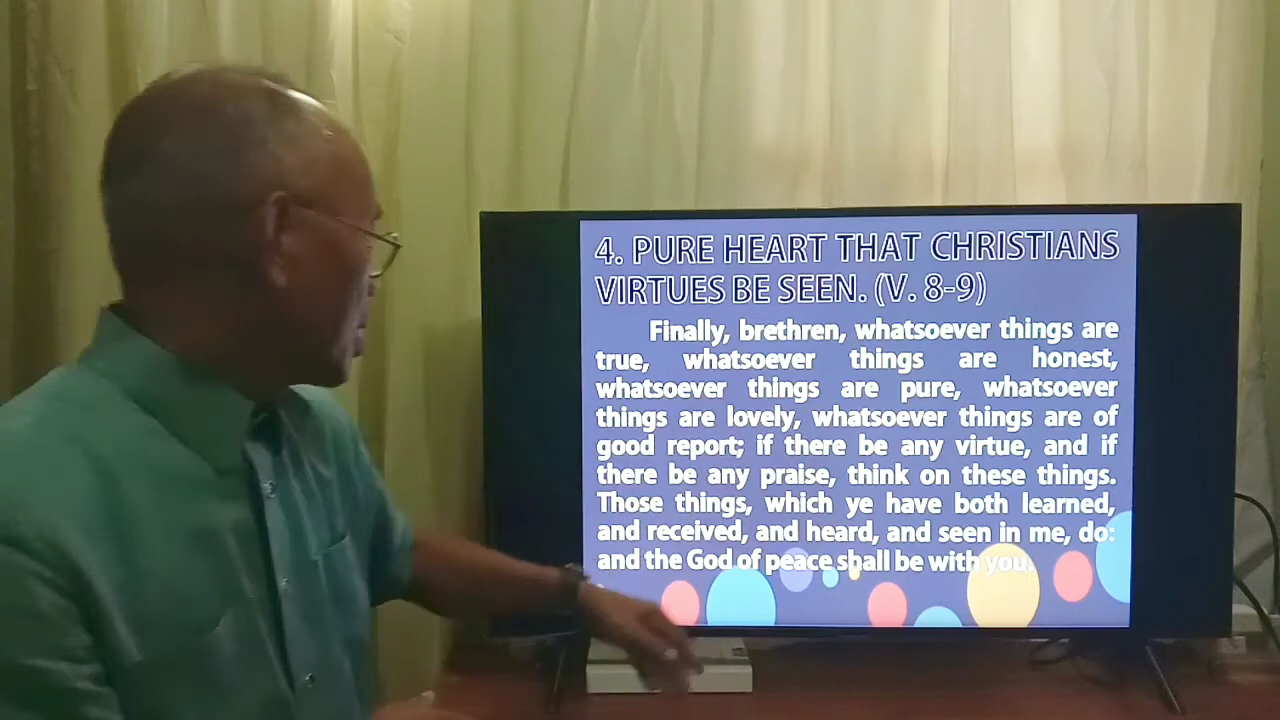 4. PURE HEART THAT CHRISTIANS
VIRTUES BE SEEN. (V. 8-9)
Finally, brethren, whatsoever things are
true, whatsoever things are honest,
whatsoever things are pure, whatsoever
things are lovely, whatsoever things are of
good report; if there be any virtue, and if
there be any praise, think on these things.
Those things, which ye have both learned,
and received, and heard, and seen in me, do:
and the God of peace shall be with you.